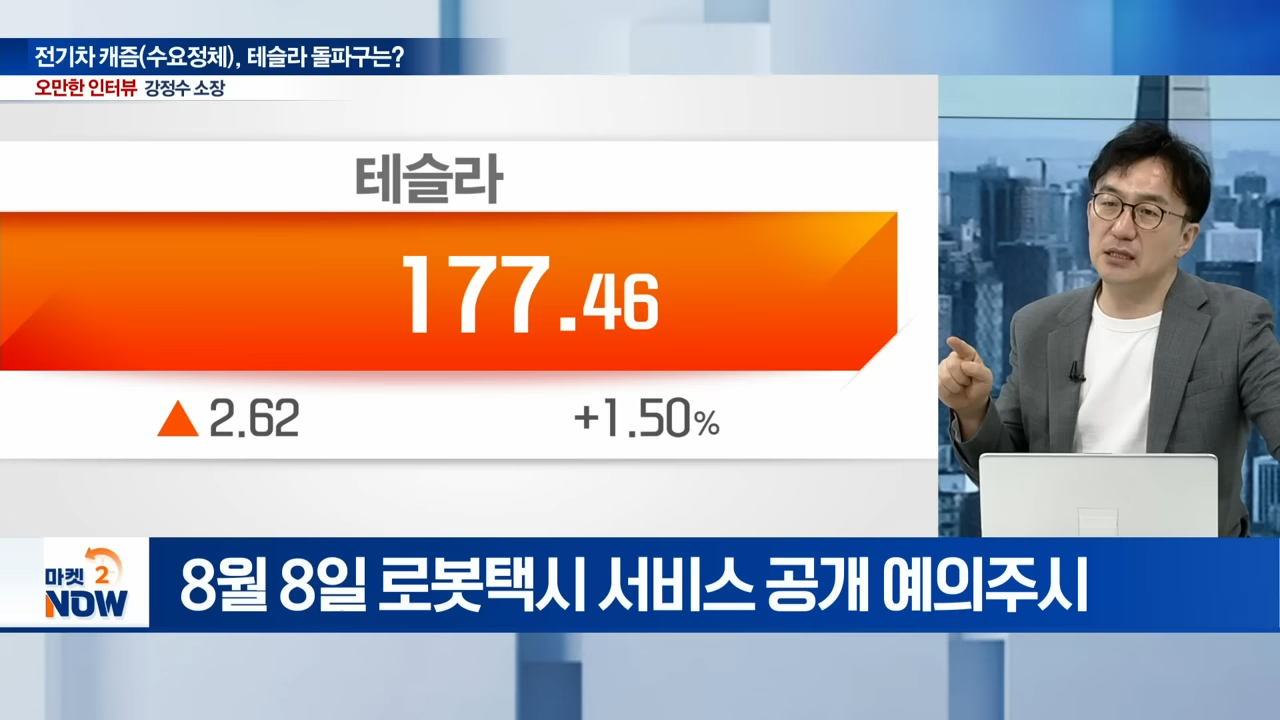 전기차 캐즘(수요정체), 테슬라 돌파구는?
오만한 인터뷰 강정수 소장
테슬라
177.46
▲ 2.62 +1.50%
마켓 2
NOW
8월 8일 로봇택시 서비스 공개 예의주시